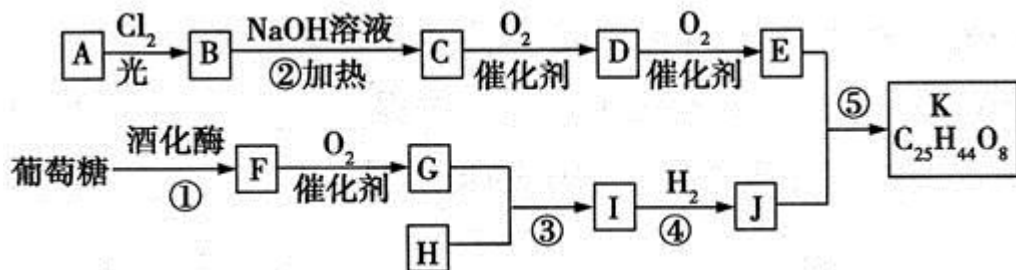 A Cl₂ 光 B NaOH溶液 ②加热 C O₂ 催化剂 D O₂ 催化剂 E
⑤ K C₂₅H₄₄O₈
葡萄糖 酒化酶 ① F O₂ 催化剂 G
H ③ I H₂ ④ J